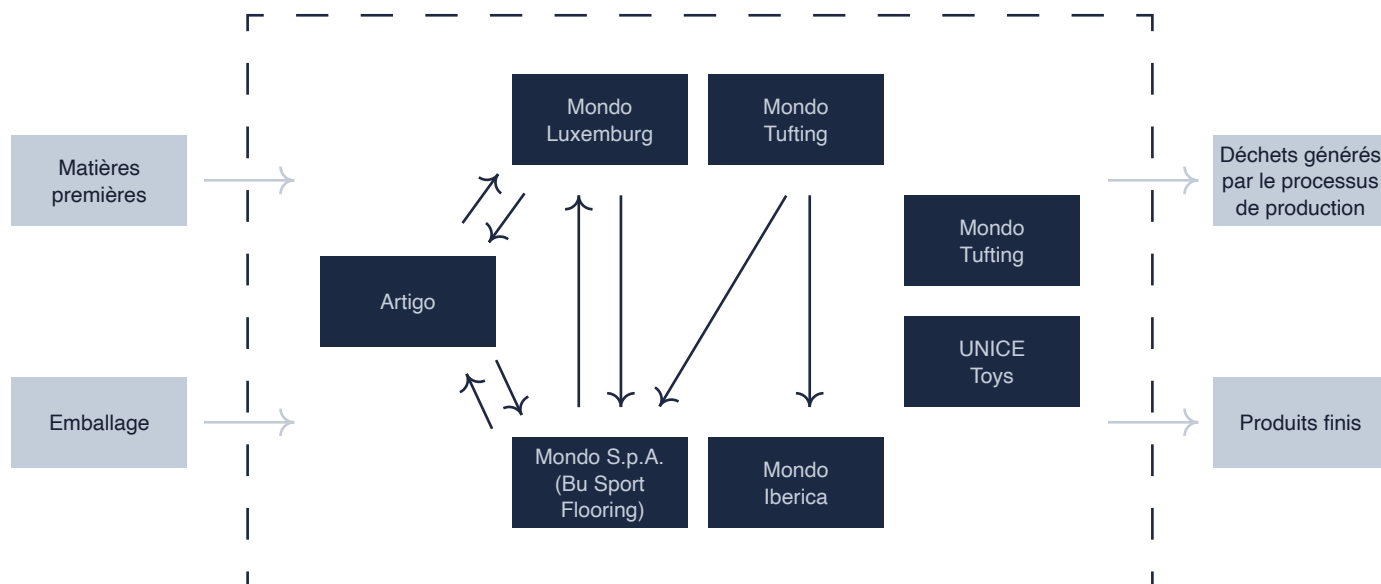 Mondo
Luxemburg
Mondo
Tufting
Matières
premières
Déchets générés
par le processus
de production
Mondo
Tufting
Artigo
UNICE
Toys
Emballage
Mondo S.p.A.
(Bu Sport
Flooring)
Mondo
Iberica
Produits finis